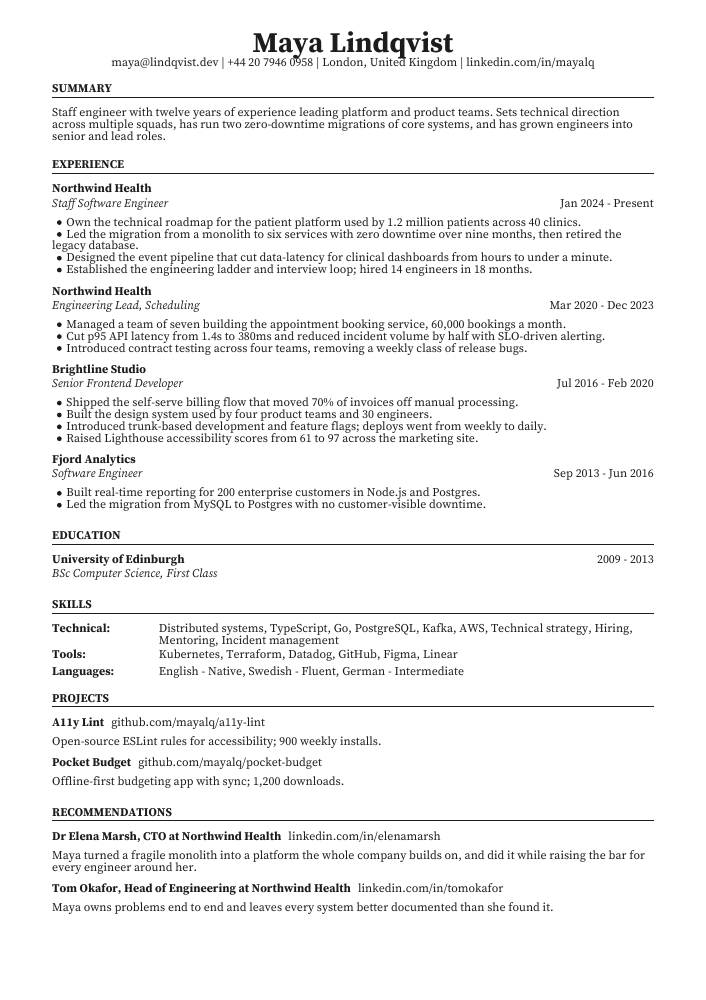 Maya Lindqvist
maya@lindqvist.dev | +44 20 7946 0958 | London, United Kingdom | linkedin.com/in/mayalq
SUMMARY
Staff engineer with twelve years of experience leading platform and product teams. Sets technical direction
across multiple squads, has run two zero-downtime migrations of core systems, and has grown engineers into
senior and lead roles.
EXPERIENCE
Northwind Health
Staff Software Engineer Jan 2024 - Present
• Own the technical roadmap for the patient platform used by 1.2 million patients across 40 clinics.
• Led the migration from a monolith to six services with zero downtime over nine months, then retired the
legacy database.
• Designed the event pipeline that cut data-latency for clinical dashboards from hours to under a minute.
• Established the engineering ladder and interview loop; hired 14 engineers in 18 months.
Northwind Health
Engineering Lead, Scheduling Mar 2020 - Dec 2023
• Managed a team of seven building the appointment booking service, 60,000 bookings a month.
• Cut p95 API latency from 1.4s to 380ms and reduced incident volume by half with SLO-driven alerting.
• Introduced contract testing across four teams, removing a weekly class of release bugs.
Brightline Studio
Senior Frontend Developer Jul 2016 - Feb 2020
• Shipped the self-serve billing flow that moved 70% of invoices off manual processing.
• Built the design system used by four product teams and 30 engineers.
• Introduced trunk-based development and feature flags; deploys went from weekly to daily.
• Raised Lighthouse accessibility scores from 61 to 97 across the marketing site.
Fjord Analytics
Software Engineer Sep 2013 - Jun 2016
• Built real-time reporting for 200 enterprise customers in Node.js and Postgres.
• Led the migration from MySQL to Postgres with no customer-visible downtime.
EDUCATION
University of Edinburgh 2009 - 2013
BSc Computer Science, First Class
SKILLS
Technical: Distributed systems, TypeScript, Go, PostgreSQL, Kafka, AWS, Technical strategy, Hiring,
Mentoring, Incident management
Tools: Kubernetes, Terraform, Datadog, GitHub, Figma, Linear
Languages: English - Native, Swedish - Fluent, German - Intermediate
PROJECTS
A11y Lint github.com/mayalq/a11y-lint
Open-source ESLint rules for accessibility; 900 weekly installs.
Pocket Budget github.com/mayalq/pocket-budget
Offline-first budgeting app with sync; 1,200 downloads.
RECOMMENDATIONS
Dr Elena Marsh, CTO at Northwind Health linkedin.com/in/elenamarsh
Maya turned a fragile monolith into a platform the whole company builds on, and did it while raising the bar for
every engineer around her.
Tom Okafor, Head of Engineering at Northwind Health linkedin.com/in/tomokafor
Maya owns problems end to end and leaves every system better documented than she found it.